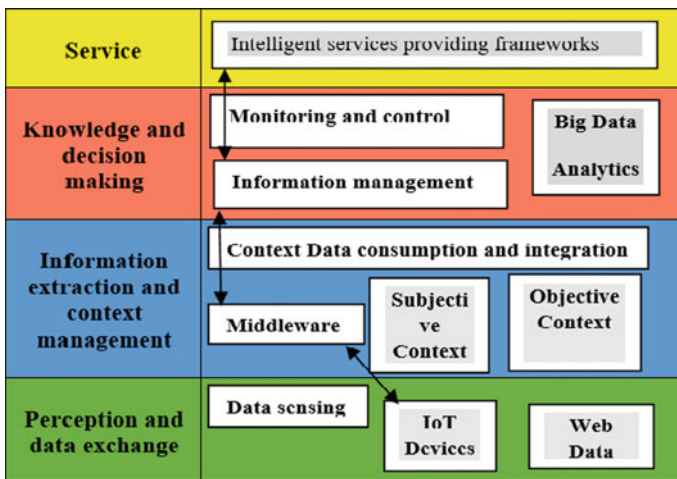 Service
Intelligent services providing frameworks
Knowledge and
decision
making
Monitoring and control
Big Data
Analytics
Information management
Information
extraction and
context
management
Context Data consumption and integration
Middleware
Subjecti
ve
Context
Objective
Context
Perception and
data exchange
Data sensing
IoT
Devices
Web
Data